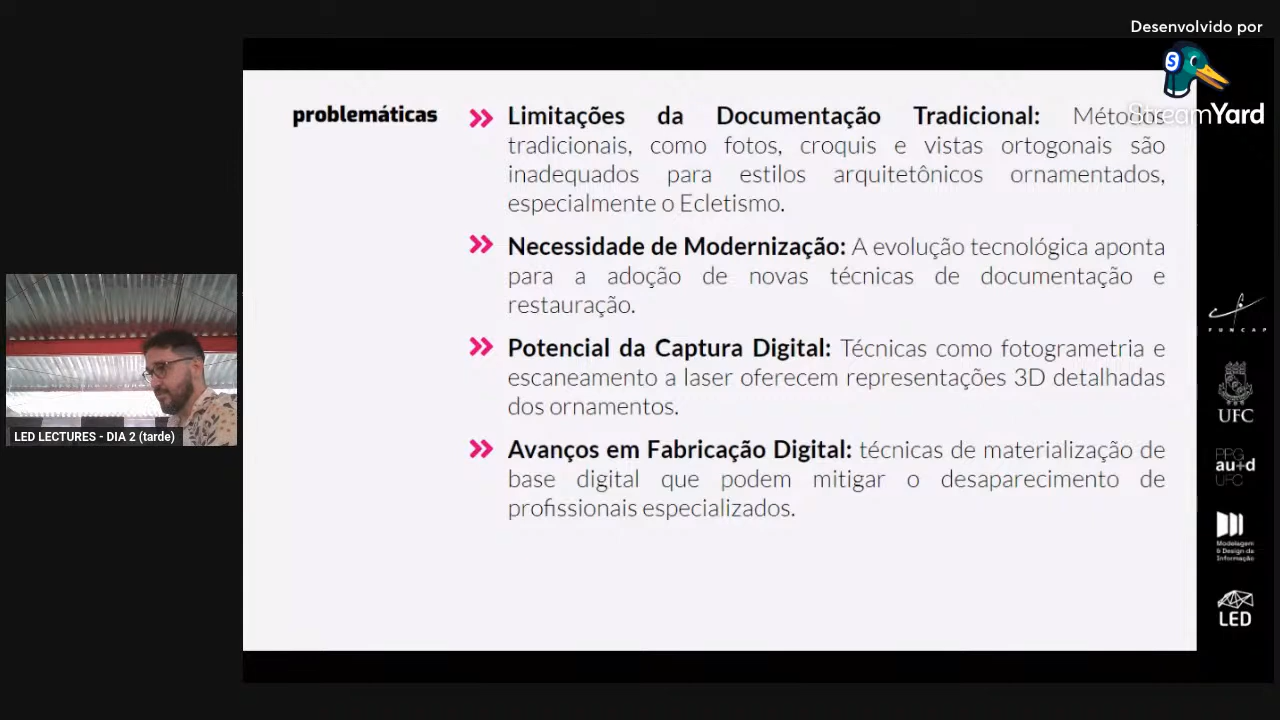 Desenvolvido por
StreamYard
problemáticas
Limitações da Documentação Tradicional: Métodos
tradicionais, como fotos, croquis e vistas ortogonais são
inadequados para estilos arquitetônicos ornamentados,
especialmente o Ecletismo.
Necessidade de Modernização: A evolução tecnológica aponta
para a adoção de novas técnicas de documentação e
restauração.
Potencial da Captura Digital: Técnicas como fotogrametria e
escaneamento a laser oferecem representações 3D detalhadas
dos ornamentos.
Avanços em Fabricação Digital: técnicas de materialização de
base digital que podem mitigar o desaparecimento de
profissionais especializados.
LED LECTURES - DIA 2 (tarde)
FUNCAP
UFC
PPG
au+d
UFC
Modelagem
& Design da
Informação
LED